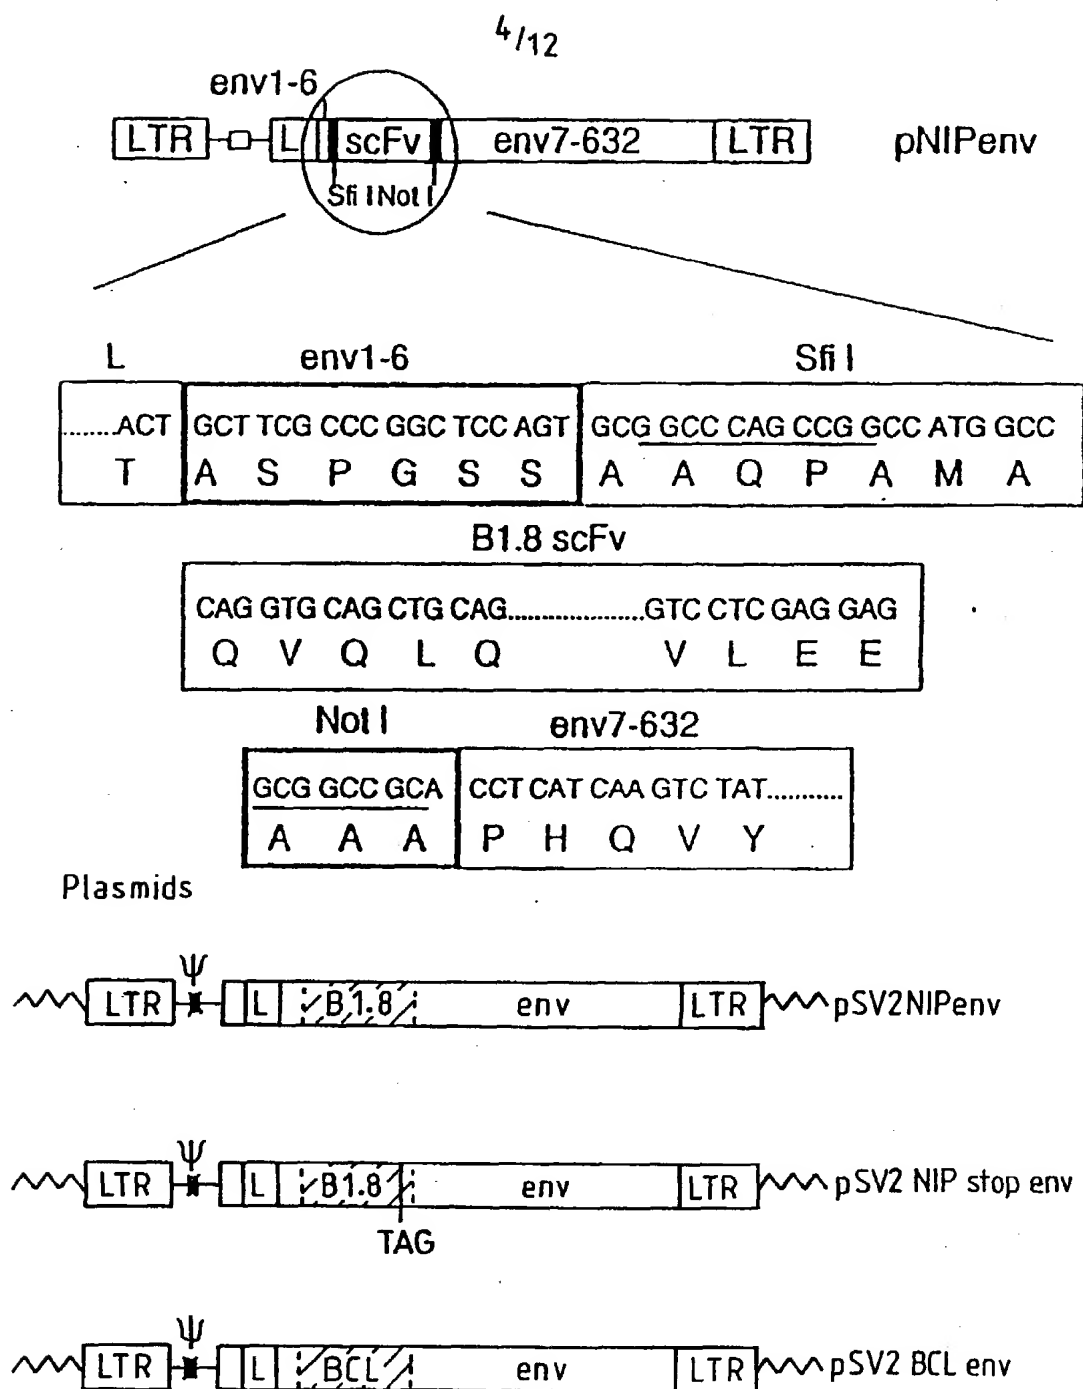 4/12
env1-6
LTR L scFv env7-632 LTR pNIPenv
Sfi I Not I
L env1-6 Sfi I
........ACT GCT TCG CCC GGC TCC AGT GCG GCC CAG CCG GCC ATG GCC
T A S P G S S A A Q P A M A
B1.8 scFv
CAG GTG CAG CTG CAG....................GTC CTC GAG GAG
Q V Q L Q V L E E
Not I env7-632
GCG GCC GCA CCT CAT CAA GTC TAT...........
A A A P H Q V Y
Plasmids
Ψ
LTR L B1.8 env LTR pSV2NIPenv
Ψ
LTR L B1.8 env LTR pSV2 NIP stop env
TAG
Ψ
LTR L BCL env LTR pSV2 BCL env